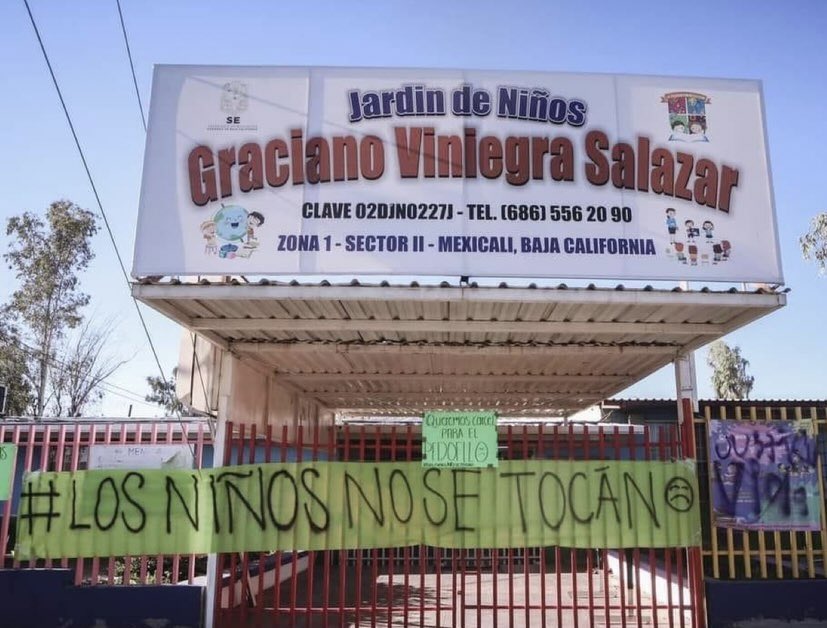 SE
Jardin de Niños
Graciano Viniegra Salazar
CLAVE 02DJN0227J - TEL. (686) 556 20 90
ZONA 1 - SECTOR II - MEXICALI, BAJA CALIFORNIA
QUEREMOS CARCEL
PARA EL
PEDOFILO
#LOS NIÑOS NO SE TOCÁN